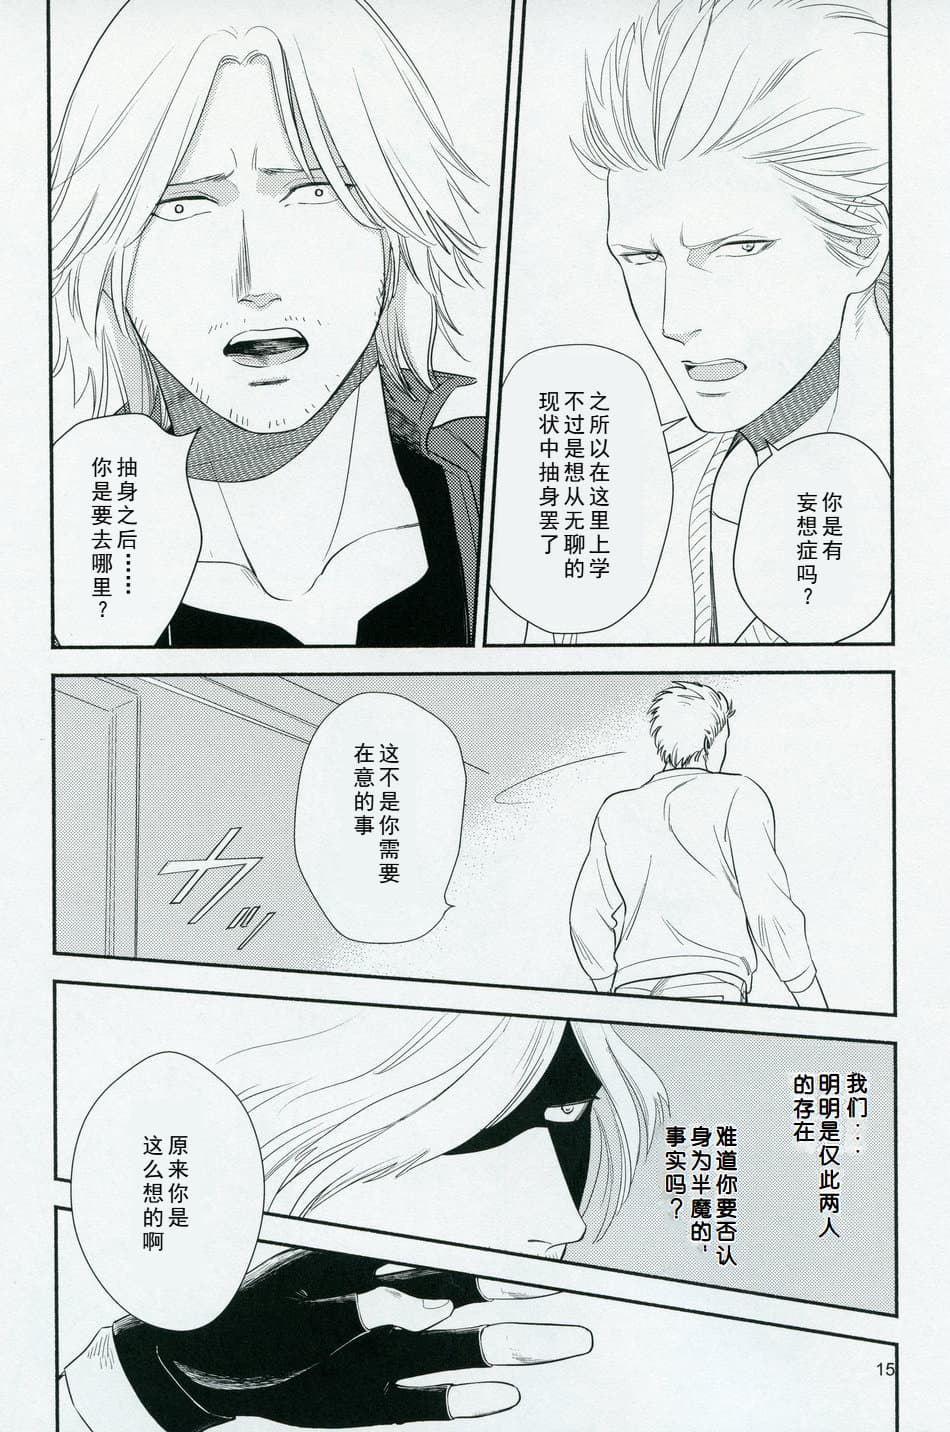 你是有
妄想症吗？
之所以在这里上学
不过是想从无聊的
现状中抽身罢了
抽身之后……
你是要去哪里？
这不是你需要
在意的事
カッ
我们…
明明是仅此两人
的存在
难道你要否认
身为半魔的，
事实吗？
原来你是
这么想的啊
15